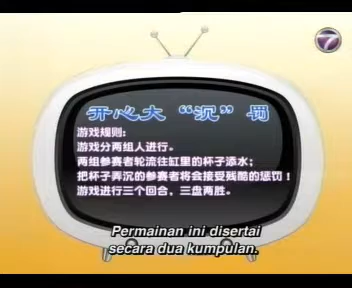 7
开心大“沉”罚
游戏规则:
游戏分两组人进行。
两组参赛者轮流往缸里的杯子添水;
把杯子弄沉的参赛者将会接受残酷的惩罚!
游戏进行三个回合,三盘两胜。
Permainan ini disertai
secara dua kumpulan.